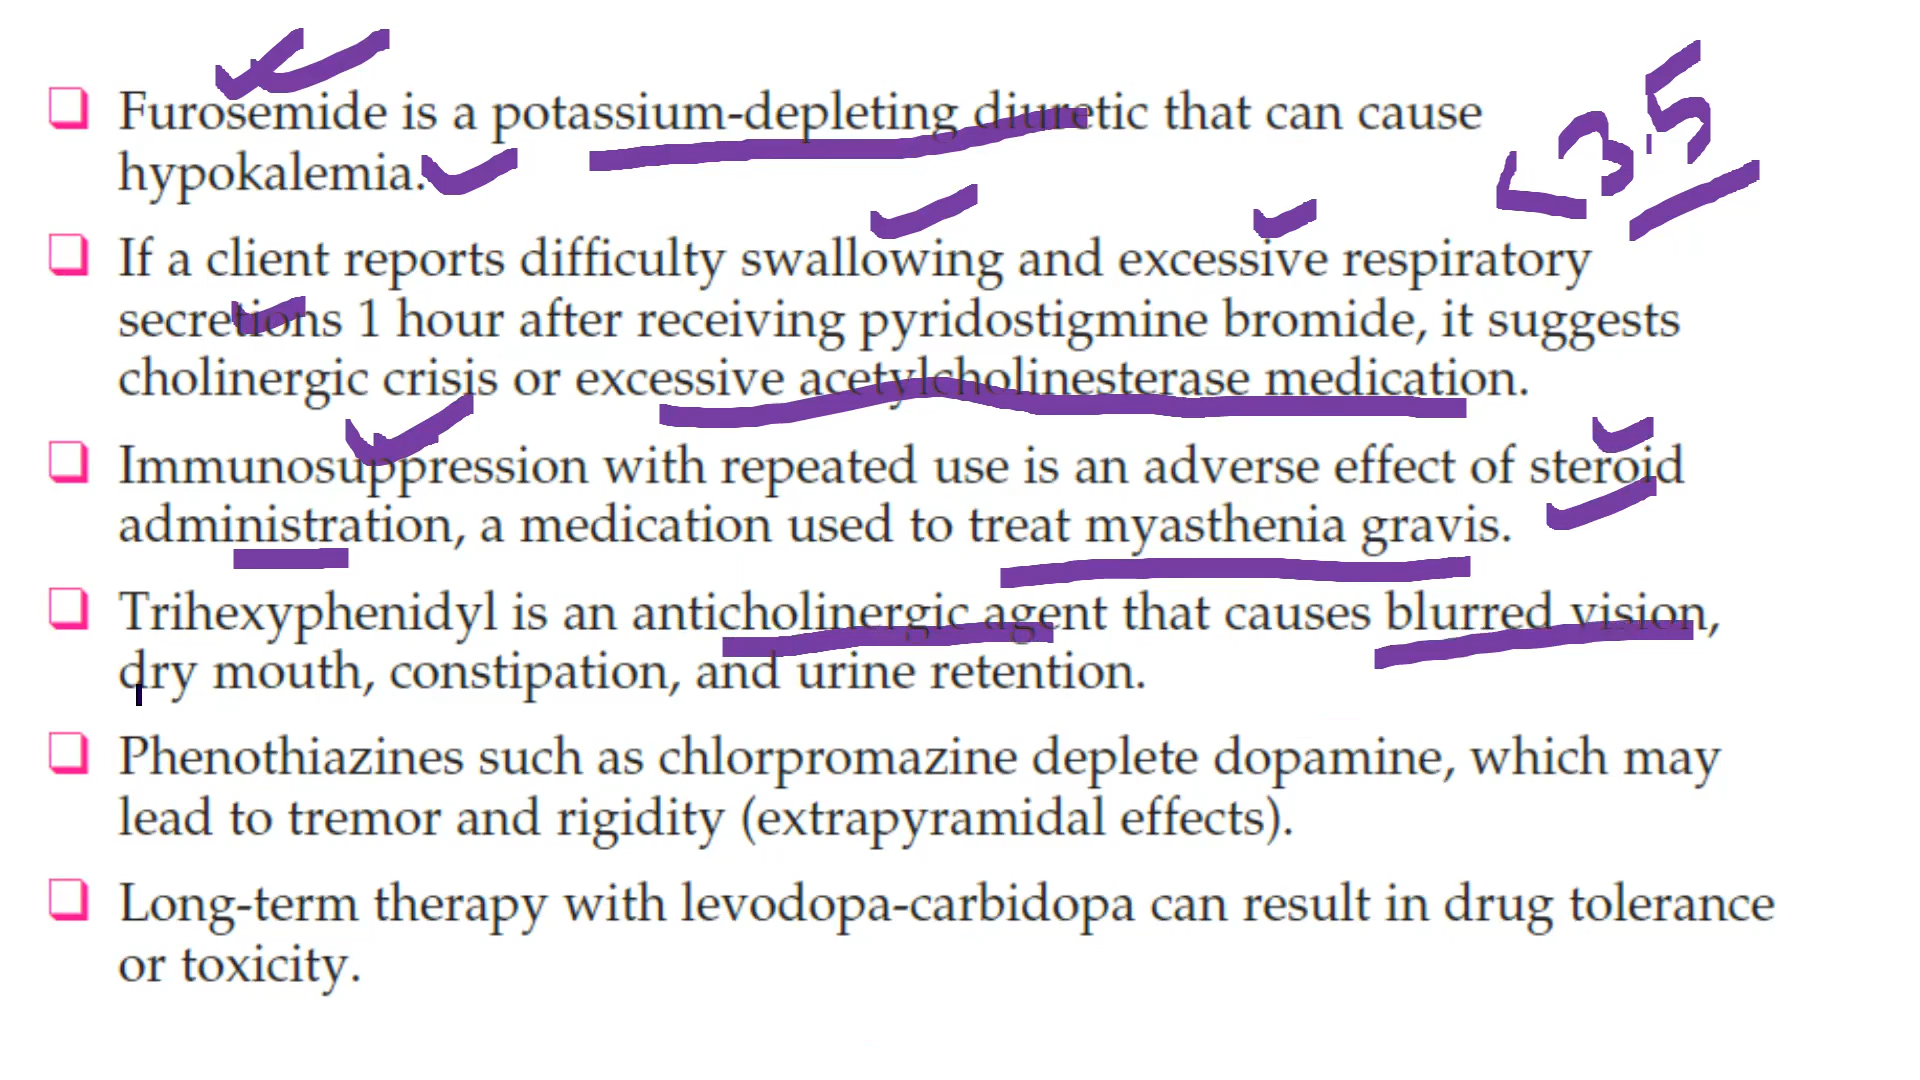 Furosemide is a potassium-depleting diuretic that can cause
hypokalemia.
<3.5
If a client reports difficulty swallowing and excessive respiratory
secretions 1 hour after receiving pyridostigmine bromide, it suggests
cholinergic crisis or excessive acetylcholinesterase medication.
Immunosuppression with repeated use is an adverse effect of steroid
administration, a medication used to treat myasthenia gravis.
Trihexyphenidyl is an anticholinergic agent that causes blurred vision,
dry mouth, constipation, and urine retention.
Phenothiazines such as chlorpromazine deplete dopamine, which may
lead to tremor and rigidity (extrapyramidal effects).
Long-term therapy with levodopa-carbidopa can result in drug tolerance
or toxicity.